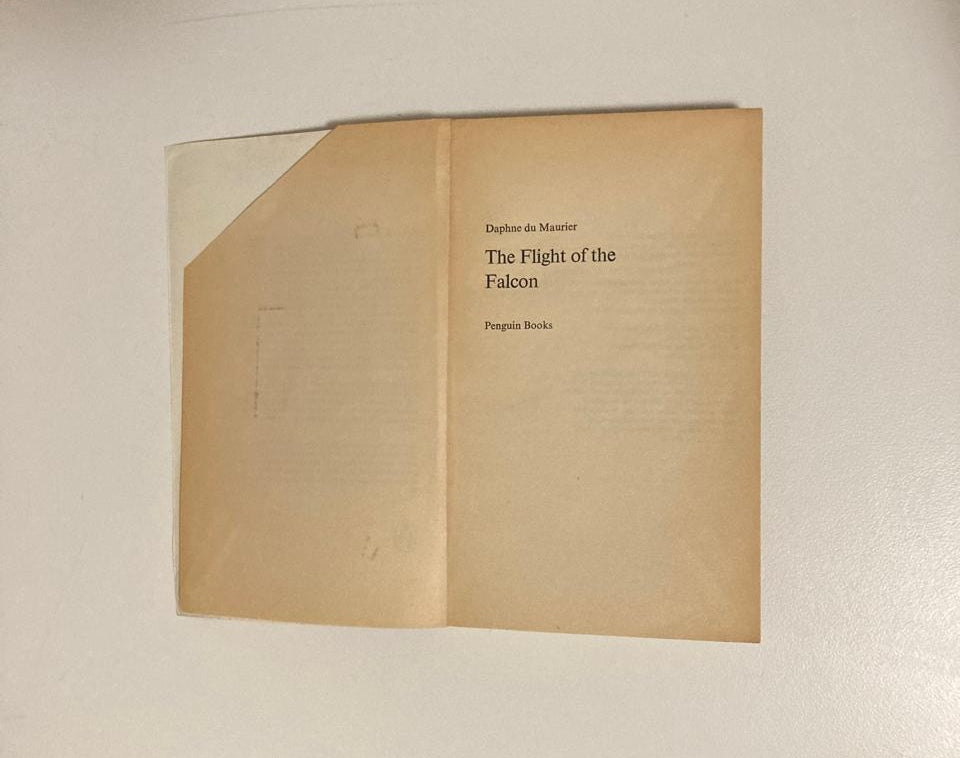 Daphne du Maurier
The Flight of the
Falcon
Penguin Books